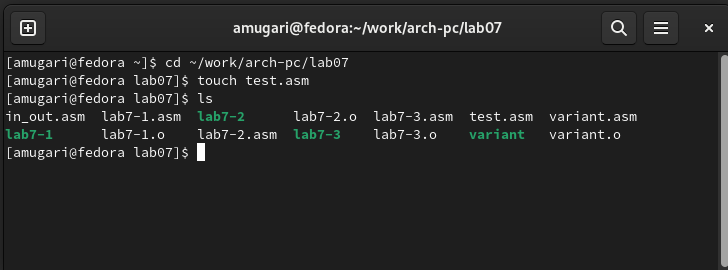 amugari@fedora:~/work/arch-pc/lab07
[amugari@fedora ~]$ cd ~/work/arch-pc/lab07
[amugari@fedora lab07]$ touch test.asm
[amugari@fedora lab07]$ ls
in_out.asm  lab7-1.asm  lab7-2      lab7-2.o  lab7-3.asm  test.asm  variant.asm
lab7-1      lab7-1.o    lab7-2.asm  lab7-3    lab7-3.o    variant   variant.o
[amugari@fedora lab07]$